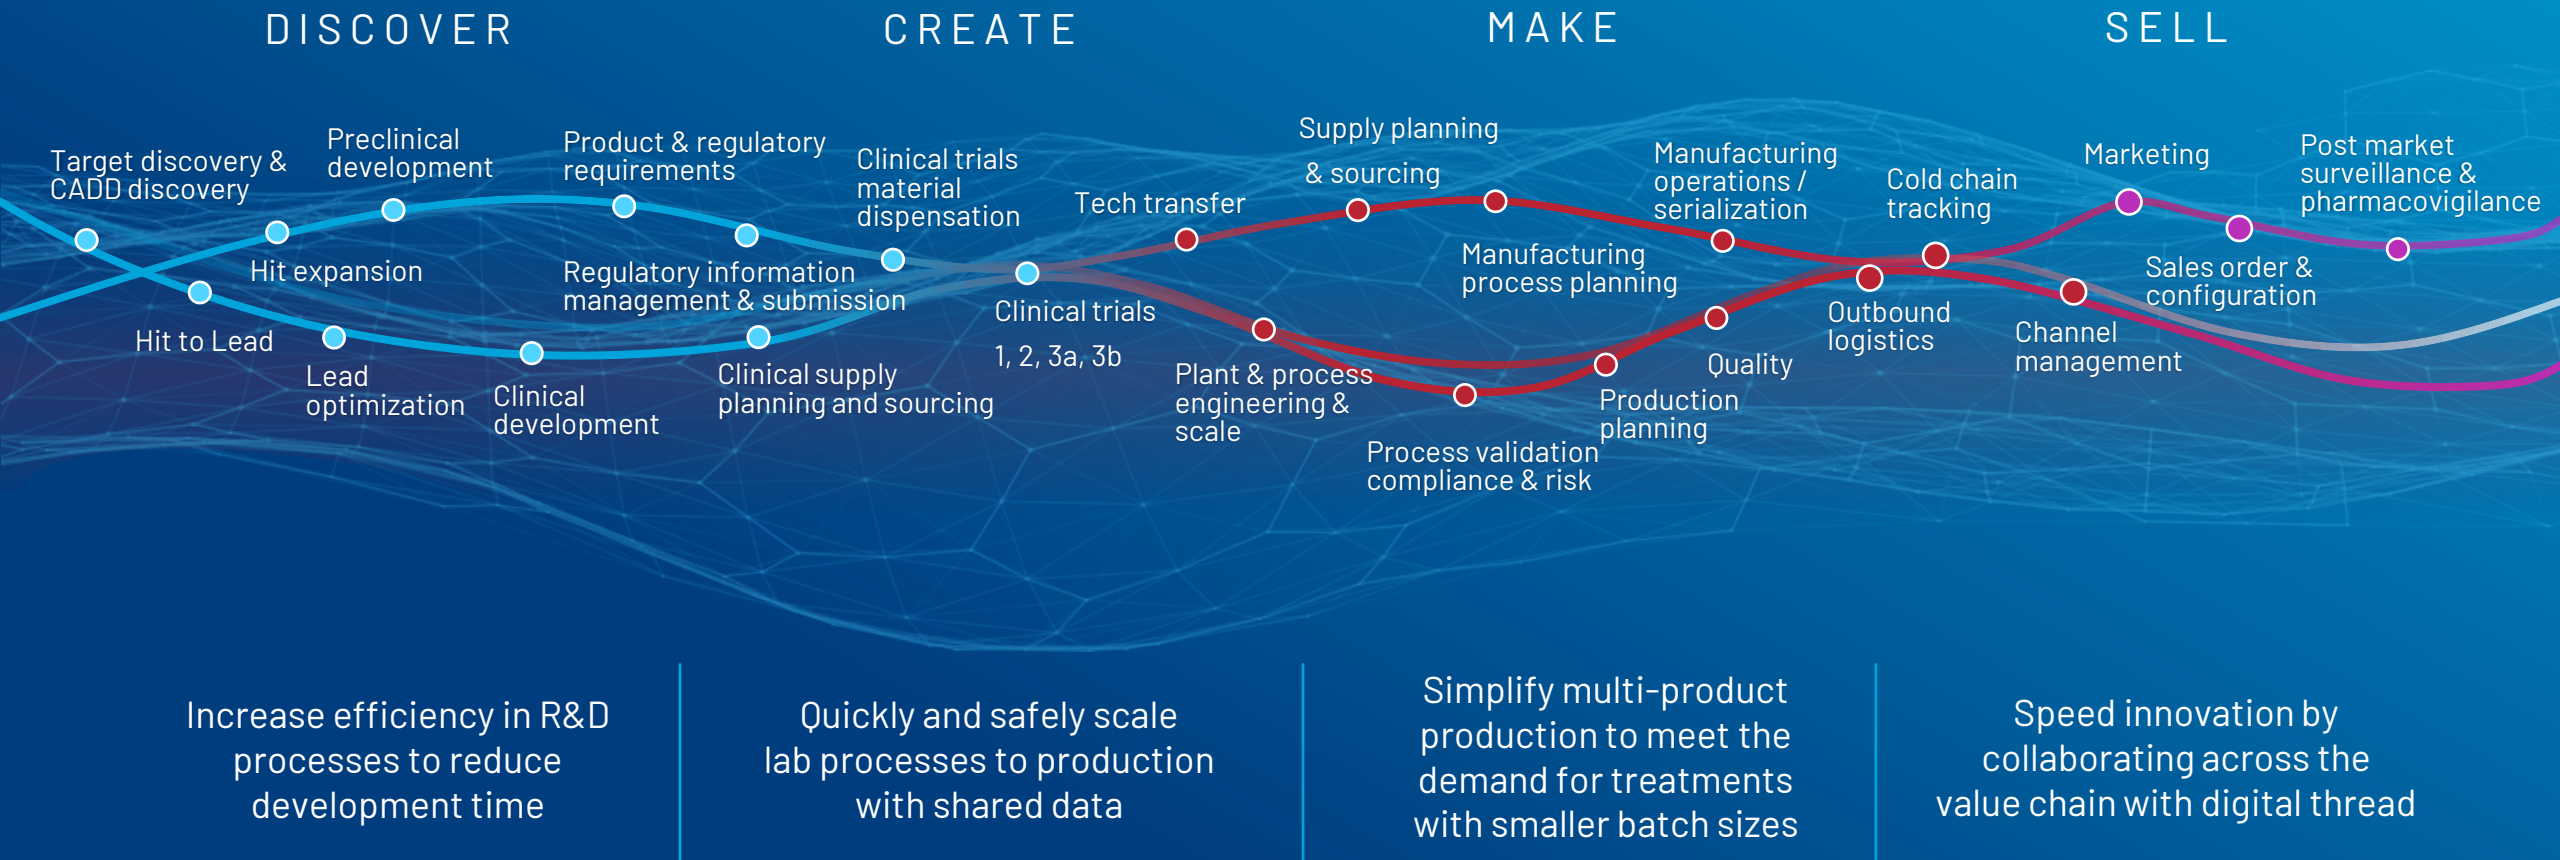 DISCOVER
CREATE
MAKE
SELL
Target discovery &
CADD discovery
Preclinical
development
Product & regulatory
requirements
Clinical trials
material
dispensation
Tech transfer
Supply planning
& sourcing
Manufacturing
operations /
serialization
Cold chain
tracking
Marketing
Post market
surveillance &
pharmacovigilance
Hit expansion
Regulatory information
management & submission
Manufacturing
process planning
Sales order &
configuration
Hit to Lead
Lead
optimization
Clinical
development
Clinical supply
planning and sourcing
Clinical trials
1, 2, 3a, 3b
Plant & process
engineering &
scale
Process validation
compliance & risk
Production
planning
Quality
Outbound
logistics
Channel
management
Increase efficiency in R&D
processes to reduce
development time
Quickly and safely scale
lab processes to production
with shared data
Simplify multi-product
production to meet the
demand for treatments
with smaller batch sizes
Speed innovation by
collaborating across the
value chain with digital thread